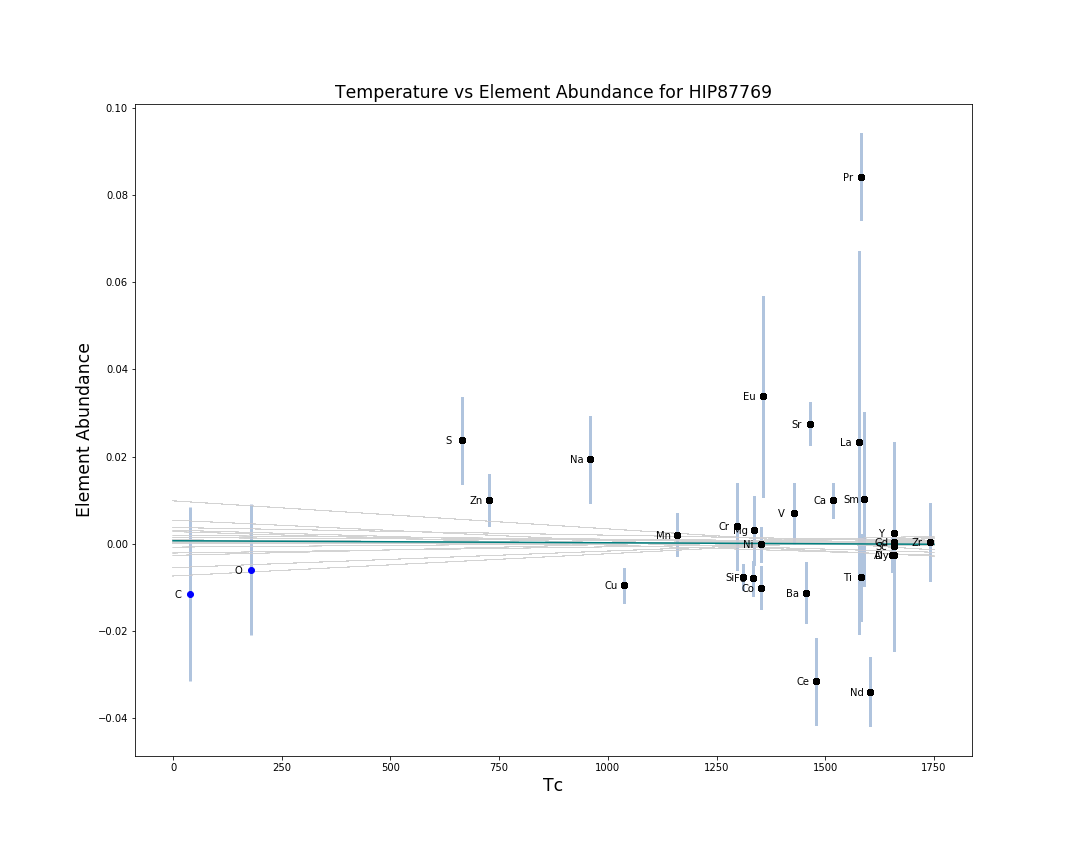 Temperature vs Element Abundance for HIP87769
0.10
0.08
0.06
0.04
0.02
0.00
−0.02
−0.04
Element Abundance
Pr
Eu
Sr
S
La
Na
Zn
Ca
Sm
V
Cr
Mg
Mn
Y
Ni
Gd
Zr
O
Si
Ti
Cu
Co
Ba
C
Ce
Nd
0
250
500
750
1000
1250
1500
1750
Tc